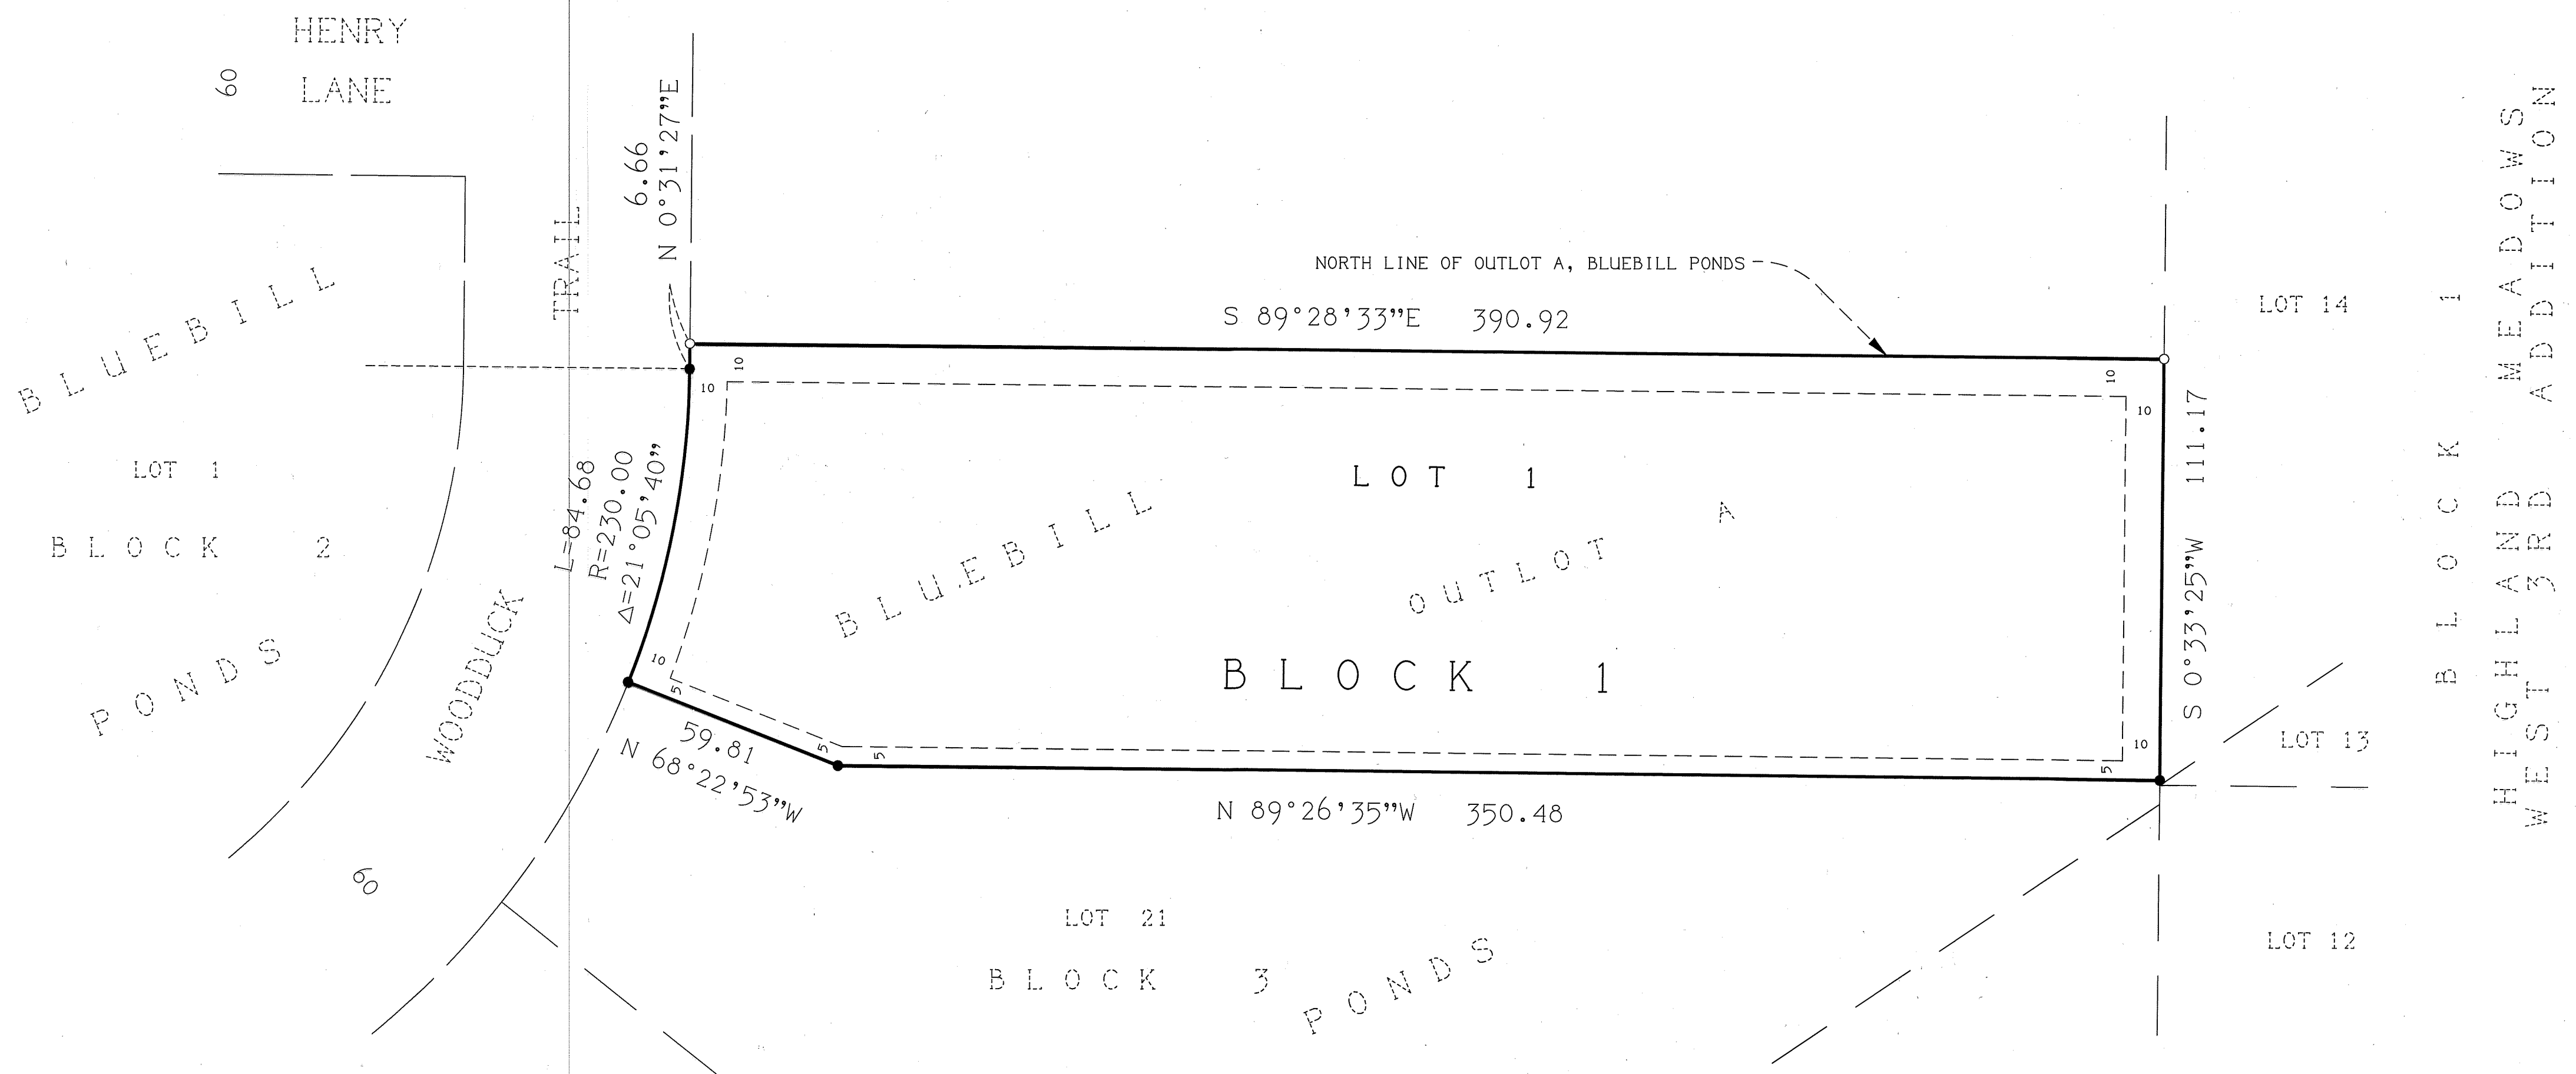 HENRY
LANE
60
TRAIL
6.66
N 0°31'27"E
NORTH LINE OF OUTLOT A, BLUEBILL PONDS
S 89°28'33"E 390.92
BLUEBILL
LOT 1
BLOCK 2
PONDS
WOODDUCK
60
L=84.68
R=230.00
Δ=21°05'40"
10
10
10
10
10
5
5
5
5
10
LOT 1
BLUEBILL
OUTLOT A
BLOCK 1
59.81
N 68°22'53"W
N 89°26'35"W 350.48
S 0°33'25"W 111.17
LOT 21
BLOCK 3
PONDS
LOT 14
LOT 13
LOT 12
BLOCK 1
HIGHLAND MEADOWS
WEST 3RD ADDITION